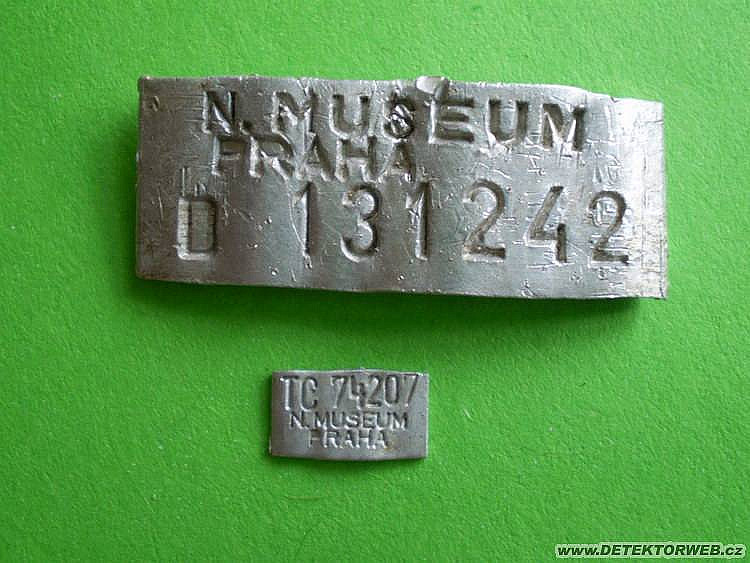 N. MUSEUM
PRAHA
D 131242
TC 74207
N. MUSEUM
PRAHA
www.DETEKTORWEB.cz